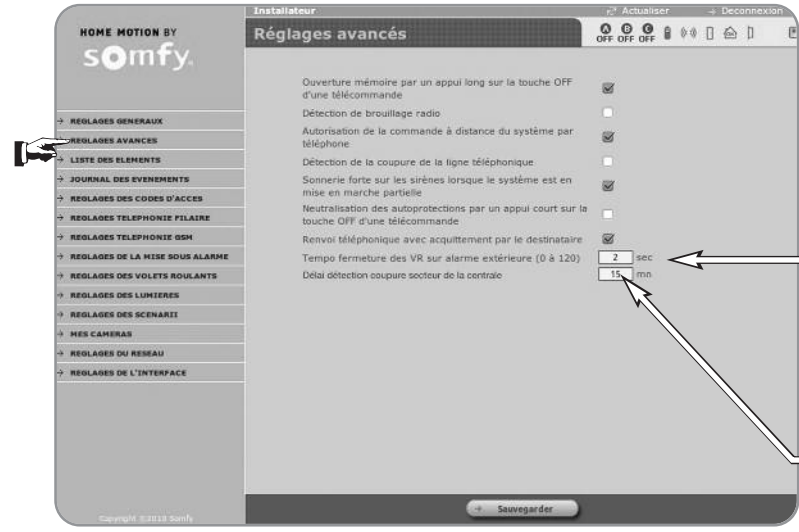 Installateur
Actualiser
Deconnexion
HOME MOTION BY
somfy.
Réglages avancés
A B C
OFF OFF OFF
REGLAGES GENERAUX
REGLAGES AVANCES
LISTE DES ELEMENTS
JOURNAL DES EVENEMENTS
REGLAGES DES CODES D'ACCES
REGLAGES TELEPHONIE FILAIRE
REGLAGES TELEPHONIE GSM
REGLAGES DE LA MISE SOUS ALARME
REGLAGES DES VOLETS ROULANTS
REGLAGES DES LUMIERES
REGLAGES DES SCENARII
MES CAMERAS
REGLAGES DU RESEAU
REGLAGES DE L'INTERFACE
Copyright ©2010 Somfy
Ouverture mémoire par un appui long sur la touche OFF
d'une télécommande
Détection de brouillage radio
Autorisation de la commande à distance du système par
téléphone
Détection de la coupure de la ligne téléphonique
Sonnerie forte sur les sirènes lorsque le système est en
mise en marche partielle
Neutralisation des autoprotections par un appui court sur la
touche OFF d'une télécommande
Renvoi téléphonique avec acquittement par le destinataire
Tempo fermeture des VR sur alarme extérieure (0 à 120) 2 sec
Délai détection coupure secteur de la centrale 15 mn
Sauvegarder